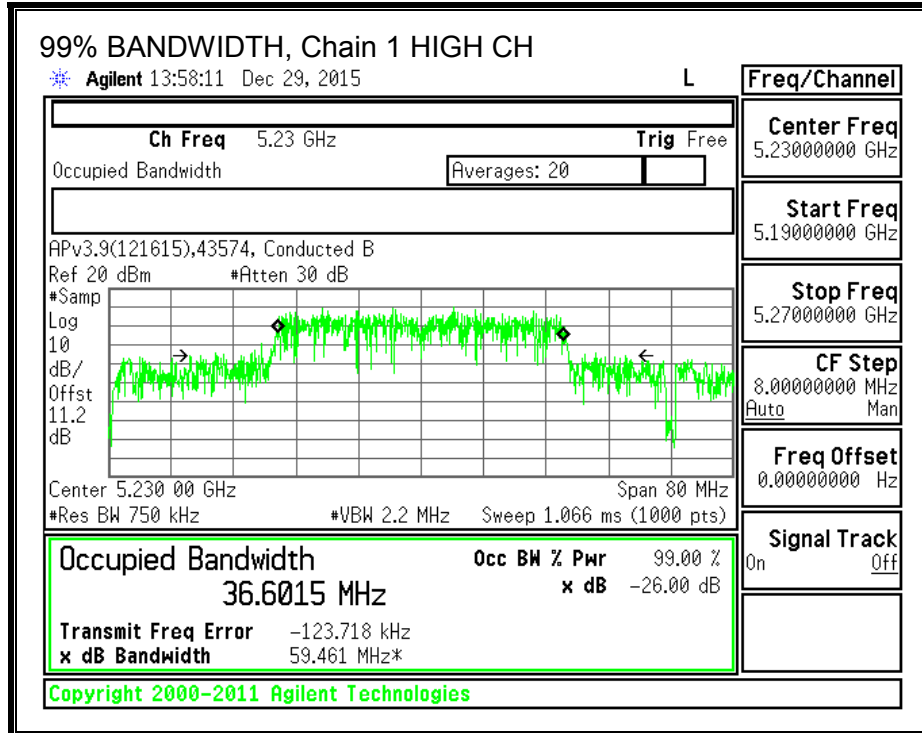 99% BANDWIDTH, Chain 1 HIGH CH
Agilent 13:58:11 Dec 29, 2015 L
Ch Freq 5.23 GHz Trig Free
Occupied Bandwidth Averages: 20
APv3.9(121615),43574, Conducted B
Ref 20 dBm #Atten 30 dB
#Samp
Log
10
dB/
Offst
11.2
dB
Center 5.230 00 GHz Span 80 MHz
#Res BW 750 kHz #VBW 2.2 MHz Sweep 1.066 ms (1000 pts)
Occupied Bandwidth Occ BW % Pwr 99.00 %
36.6015 MHz x dB -26.00 dB
Transmit Freq Error -123.718 kHz
x dB Bandwidth 59.461 MHz*
Copyright 2000-2011 Agilent Technologies
Freq/Channel
Center Freq
5.23000000 GHz
Start Freq
5.19000000 GHz
Stop Freq
5.27000000 GHz
CF Step
8.00000000 MHz
Auto Man
Freq Offset
0.00000000 Hz
Signal Track
On Off